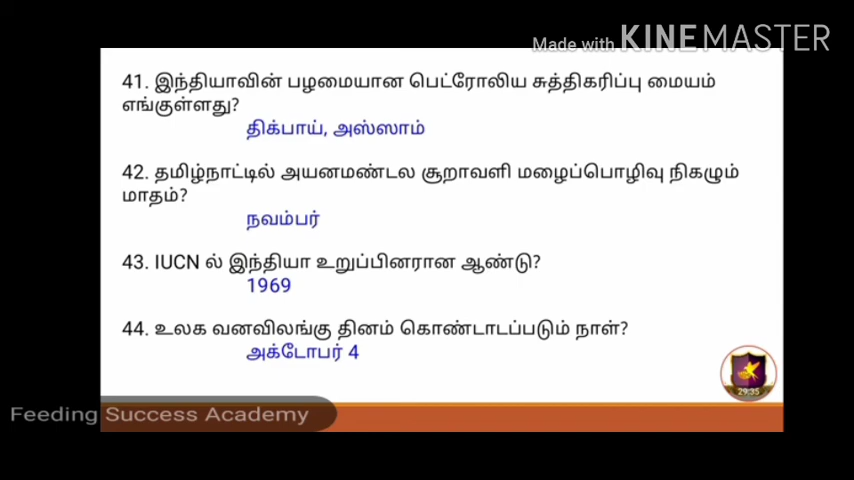 Made with KINEMASTER
41. இந்தியாவின் பழமையான பெட்ரோலிய சுத்திகரிப்பு மையம்
எங்குள்ளது?
திக்பாய், அஸ்ஸாம்
42. தமிழ்நாட்டில் அயனமண்டல சூறாவளி மழைப்பொழிவு நிகழும்
மாதம்?
நவம்பர்
43. IUCN ல் இந்தியா உறுப்பினரான ஆண்டு?
1969
44. உலக வனவிலங்கு தினம் கொண்டாடப்படும் நாள்?
அக்டோபர் 4
29:35
Feeding Success Academy